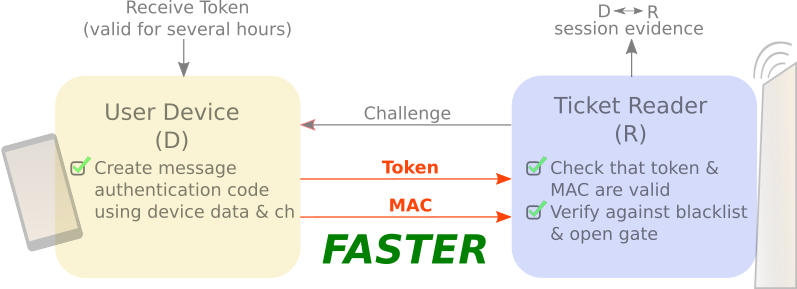 Receive Token
(valid for several hours)
D ↔ R
session evidence
User Device
(D)
Create message
authentication code
using device data & ch
Challenge
Token
MAC
FASTER
Ticket Reader
(R)
Check that token &
MAC are valid
Verify against blacklist
& open gate